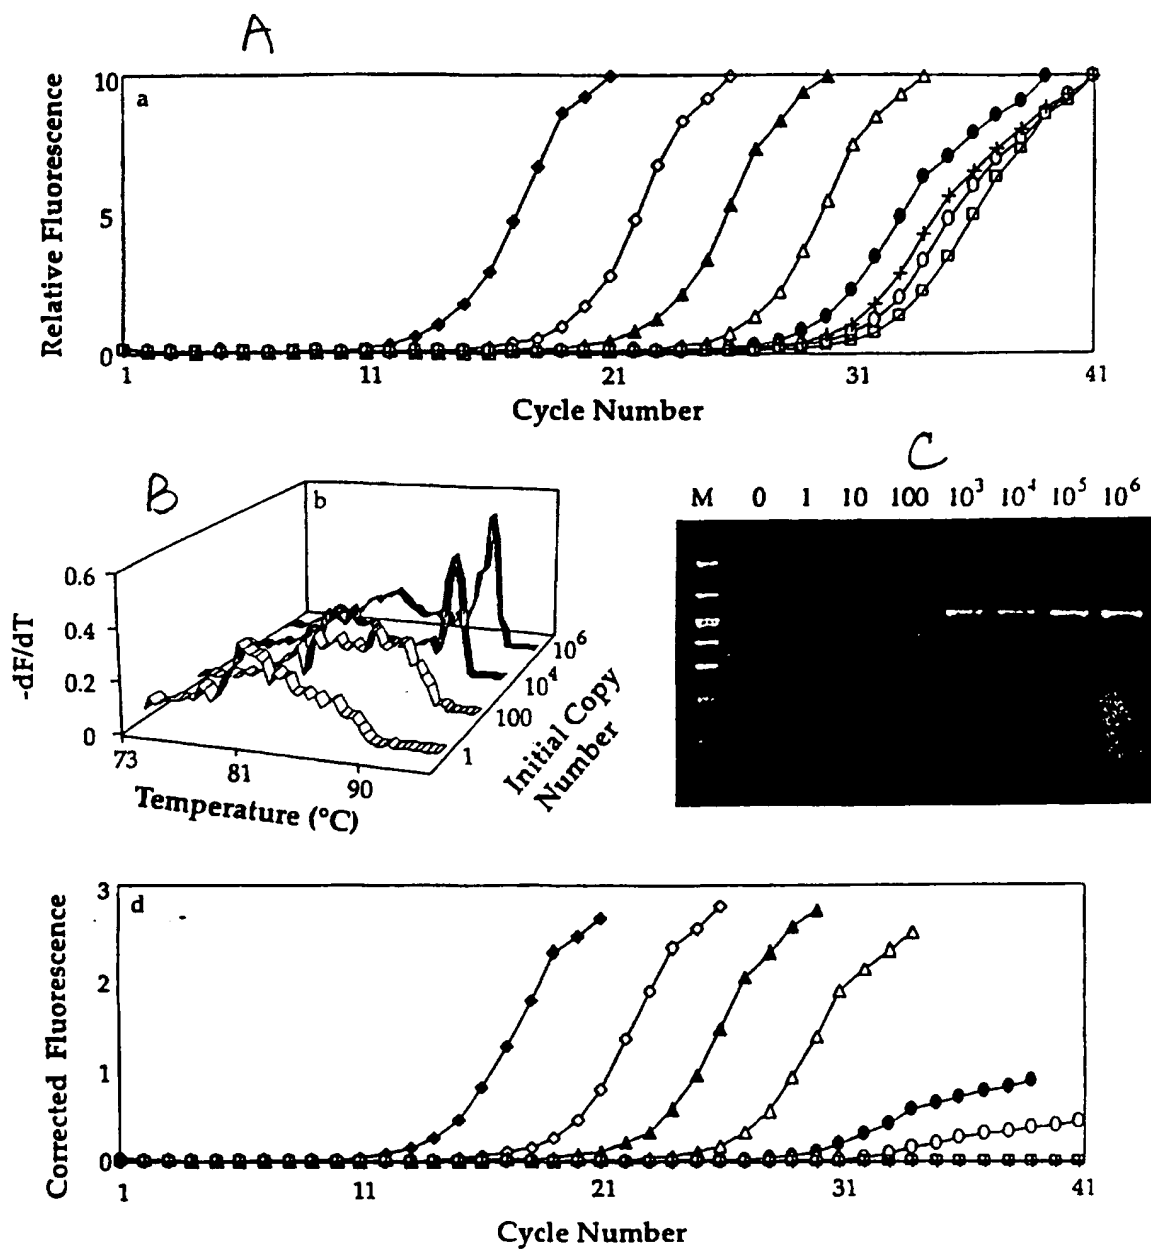 A
a
10
5
0
Relative Fluorescence
1 11 21 31 41
Cycle Number
B
b
0.6
0.4
0.2
0
-dF/dT
73 81 90
Temperature (°C)
10⁶
10⁴
100
1
Initial Copy
Number
C
M 0 1 10 100 10³ 10⁴ 10⁵ 10⁶
d
3
2
1
0
Corrected Fluorescence
1 11 21 31 41
Cycle Number